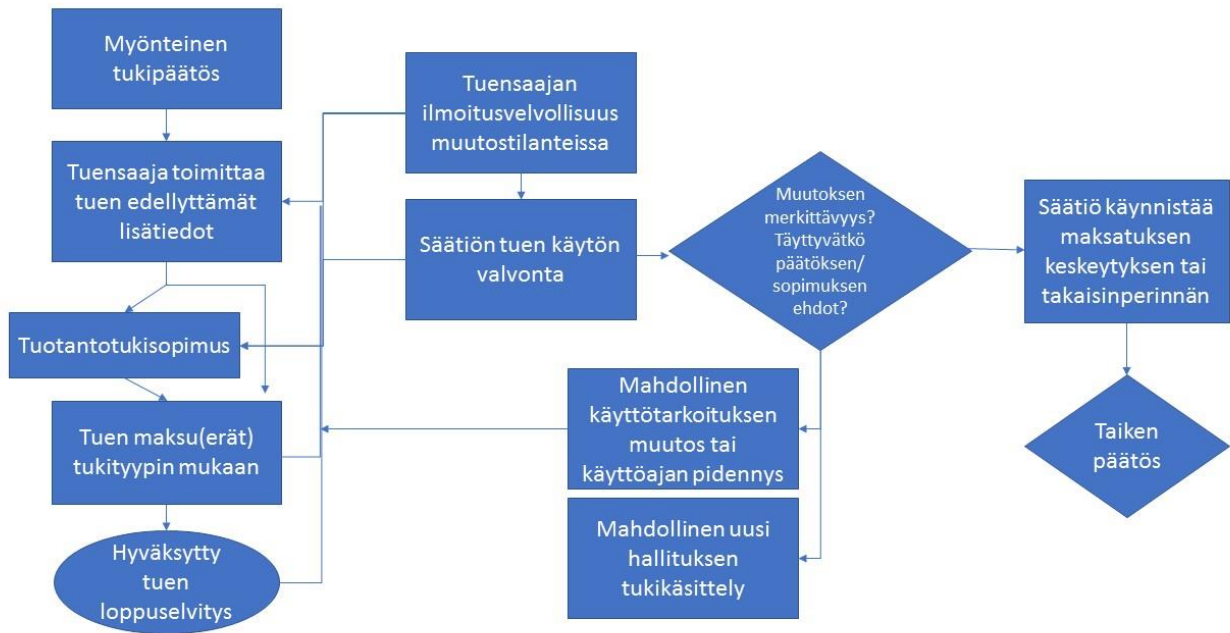 Myönteinen
tukipäätös
Tuensaaja toimittaa
tuen edellyttämät
lisätiedot
Tuotantotukisopimus
Tuen maksu(erät)
tukityypin mukaan
Hyväksytty
tuen
loppuselvitys
Tuensaajan
ilmoitusvelvollisuus
muutostilanteissa
Säätiön tuen käytön
valvonta
Muutoksen
merkittävyys?
Täyttyvätkö
päätöksen/
sopimuksen
ehdot?
Mahdollinen
käyttötarkoituksen
muutos tai
käyttöajan pidennys
Mahdollinen uusi
hallituksen
tukikäsittely
Säätiö käynnistää
maksatuksen
keskeytyksen tai
takaisinperinnän
Taiken
päätös